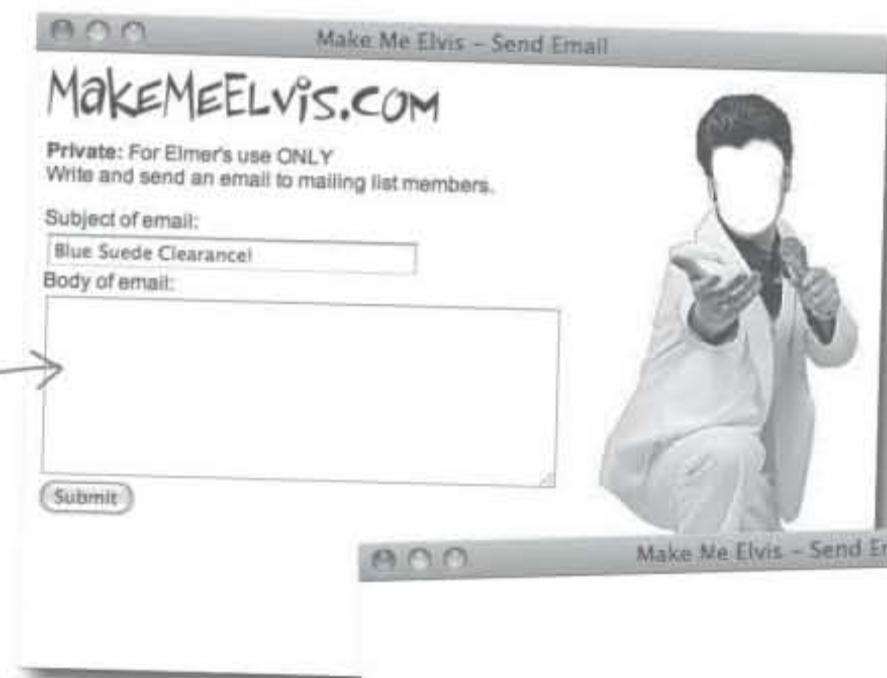 Make Me Elvis – Send Email
MakeMeElvis.com
Private: For Elmer's use ONLY
Write and send an email to mailing list members.
Subject of email:
Blue Suede Clearance!
Body of email:
Submit
Make Me Elvis – Send Em